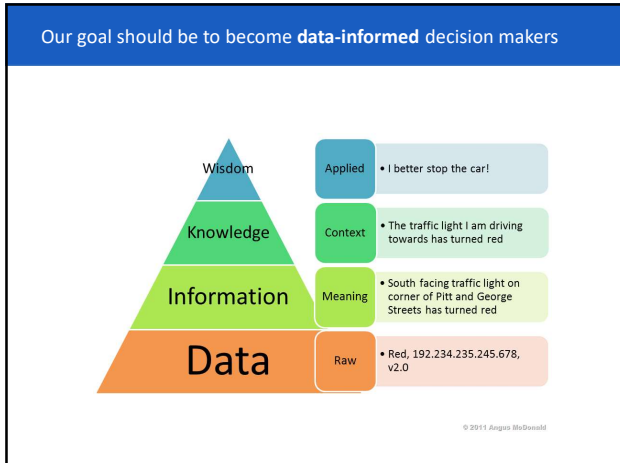 Our goal should be to become data-informed decision makers
Wisdom
Applied
• I better stop the car!
Knowledge
Context
• The traffic light I am driving
towards has turned red
Information
Meaning
• South facing traffic light on
corner of Pitt and George
Streets has turned red
Data
Raw
• Red, 192.234.235.245.678,
v2.0
© 2011 Angus McDonald